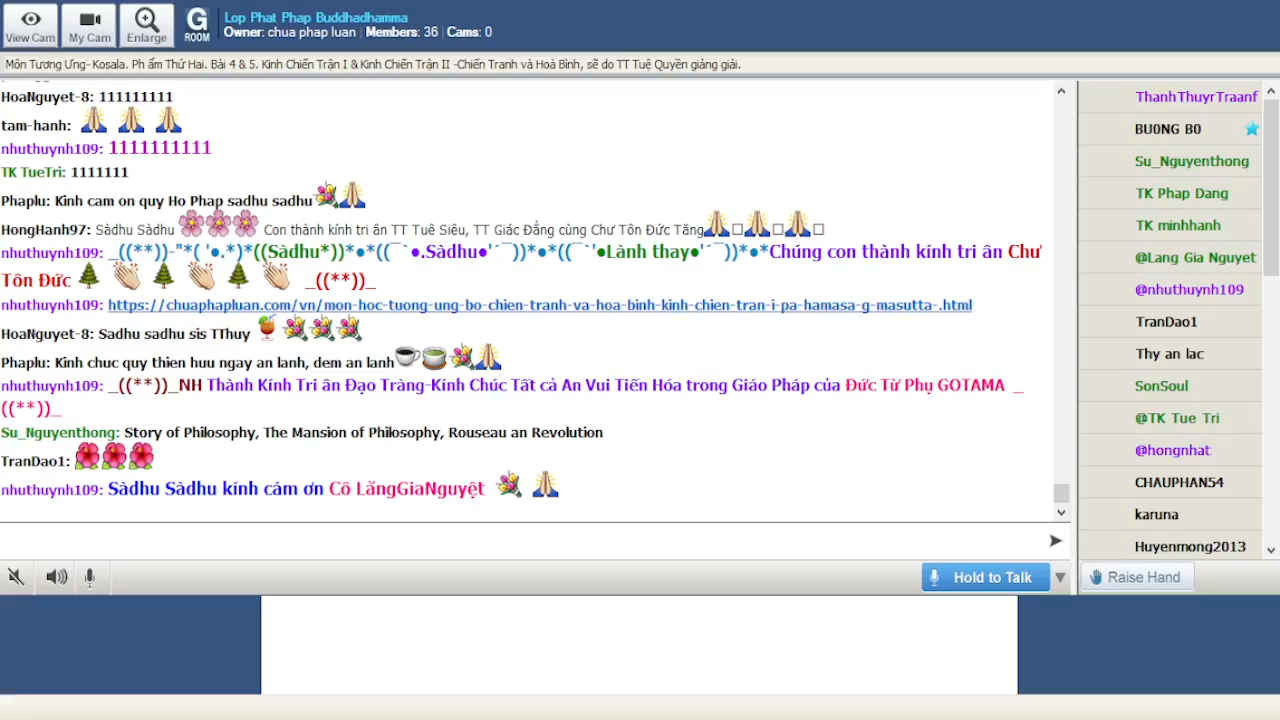 View Cam
My Cam
Enlarge
G ROOM
Lop Phat Phap Buddhadhamma
Owner: chua phap luan | Members: 36 | Cams: 0
Môn Tương Ưng- Kosala. Ph ẩm Thứ Hai. Bài 4 & 5. Kinh Chiến Trận I & Kinh Chiến Trận II -Chiến Tranh và Hoà Bình, sẽ do TT Tuệ Quyền giảng giải.
HoaNguyet-8: 111111111
tam-hanh: 🙏 🙏 🙏
nhuthuynh109: 1111111111
TK TueTri: 1111111
Phaplu: Kinh cam on quy Ho Phap sadhu sadhu💐🙏
HongHanh97: Sàdhu Sàdhu 🌸🌸🌸 Con thành kính tri ân TT Tuê Siêu, TT Giác Đẳng cùng Chư Tôn Đức Tăng🙏□🙏□🙏□
nhuthuynh109: _((**))-"*( '●.*)*((Sàdhu*))*●*((¯`●.Sàdhu●'´¯))*●*((¯`'●Lành thay●'´¯))*●*Chúng con thành kính tri ân Chư
Tôn Đức 🌲 👏 🌲 👏 🌲 👏 _((**))_
nhuthuynh109: https://chuaphapluan.com/vn/mon-hoc-tuong-ung-bo-chien-tranh-va-hoa-binh-kinh-chien-tran-i-pa-hamasa-g-masutta-.html
HoaNguyet-8: Sadhu sadhu sis TThuy 🍹💐💐💐
Phaplu: Kinh chuc quy thien huu ngay an lanh, dem an lanh☕🍵💐🙏
nhuthuynh109: _((**))_NH Thành Kính Tri ân Đạo Tràng-Kính Chúc Tất cả An Vui Tiến Hóa trong Giáo Pháp của Đức Từ Phụ GOTAMA _
((**))_
Su_Nguyenthong: Story of Philosophy, The Mansion of Philosophy, Rouseau an Revolution
TranDao1: 🌺🌺🌺
nhuthuynh109: Sàdhu Sàdhu kính cám ơn Cô LăngGiaNguyệt 💐 🙏
Hold to Talk
ThanhThuyrTraanf
BU0NG B0
Su_Nguyenthong
TK Phap Dang
TK minhhanh
@Lang Gia Nguyet
@nhuthuynh109
TranDao1
Thy an lac
SonSoul
@TK Tue Tri
@hongnhat
CHAUPHAN54
karuna
Huyenmong2013
Raise Hand